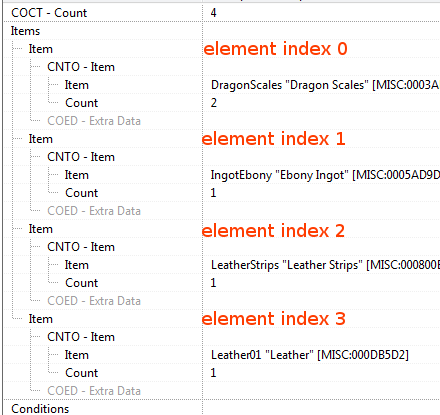 COCT - Count 4
Items
Item element index 0
CNTO - Item
Item DragonScales "Dragon Scales" [MISC:0003A
Count 2
COED - Extra Data
Item element index 1
CNTO - Item
Item IngotEbony "Ebony Ingot" [MISC:0005AD9D
Count 1
COED - Extra Data
Item element index 2
CNTO - Item
Item LeatherStrips "Leather Strips" [MISC:000800E
Count 1
COED - Extra Data
Item element index 3
CNTO - Item
Item Leather01 "Leather" [MISC:000DB5D2]
Count 1
COED - Extra Data
Conditions